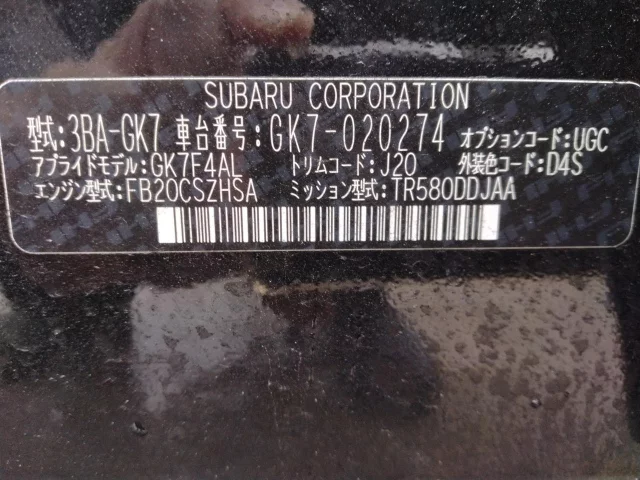 SUBARU CORPORATION
型式:3BA-GK7 車台番号:GK7-020274 オプションコード:UGC
アプライドモデル:GK7F4AL トリムコード:J20 外装色コード:D4S
エンジン型式:FB20CSZHSA ミッション型式:TR580DDJAA